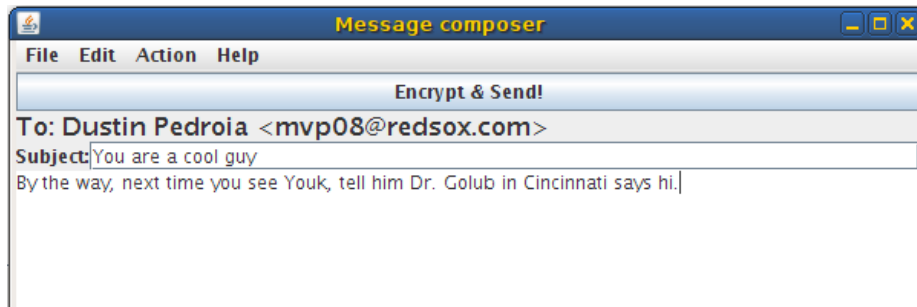 Message composer
File Edit Action Help
Encrypt & Send!
To: Dustin Pedroia <mvp08@redsox.com>
Subject: You are a cool guy
By the way, next time you see Youk, tell him Dr. Golub in Cincinnati says hi.